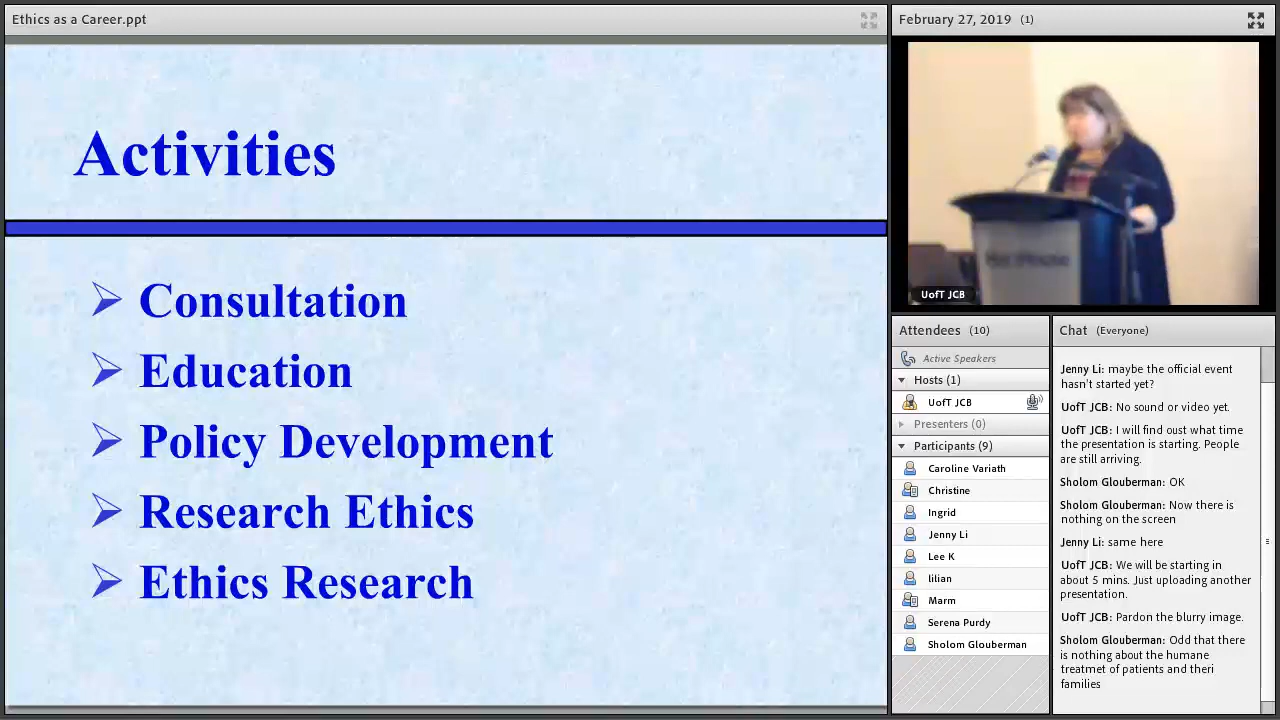 Ethics as a Career.ppt
Activities
Consultation
Education
Policy Development
Research Ethics
Ethics Research
February 27, 2019 (1)
UofT JCB
Attendees (10)
Active Speakers
Hosts (1)
UofT JCB
Presenters (0)
Participants (9)
Caroline Variath
Christine
Ingrid
Jenny Li
Lee K
lilian
Marm
Serena Purdy
Sholom Glouberman
Chat (Everyone)
Jenny Li: maybe the official event
hasn't started yet?
UofT JCB: No sound or video yet.
UofT JCB: I will find oust what time
the presentation is starting. People
are still arriving.
Sholom Glouberman: OK
Sholom Glouberman: Now there is
nothing on the screen
Jenny Li: same here
UofT JCB: We will be starting in
about 5 mins. Just uploading another
presentation.
UofT JCB: Pardon the blurry image.
Sholom Glouberman: Odd that there
is nothing about the humane
treatmet of patients and theri
families